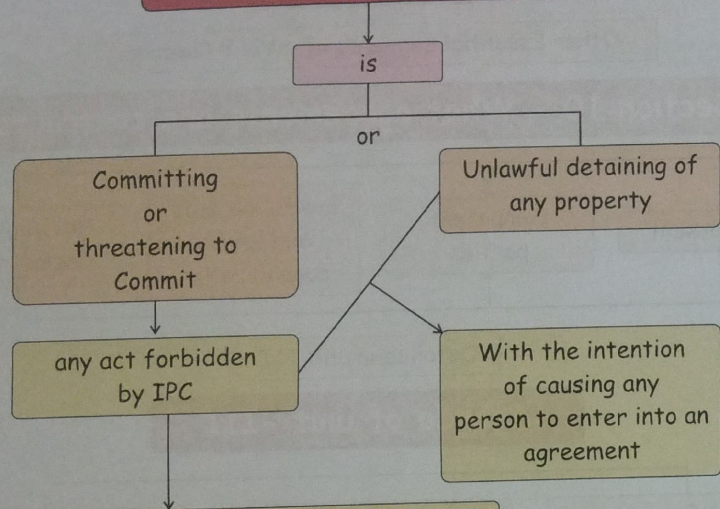 is
or
Committing
or
threatening to
Commit
Unlawful detaining of
any property
any act forbidden
by IPC
With the intention
of causing any
person to enter into an
agreement